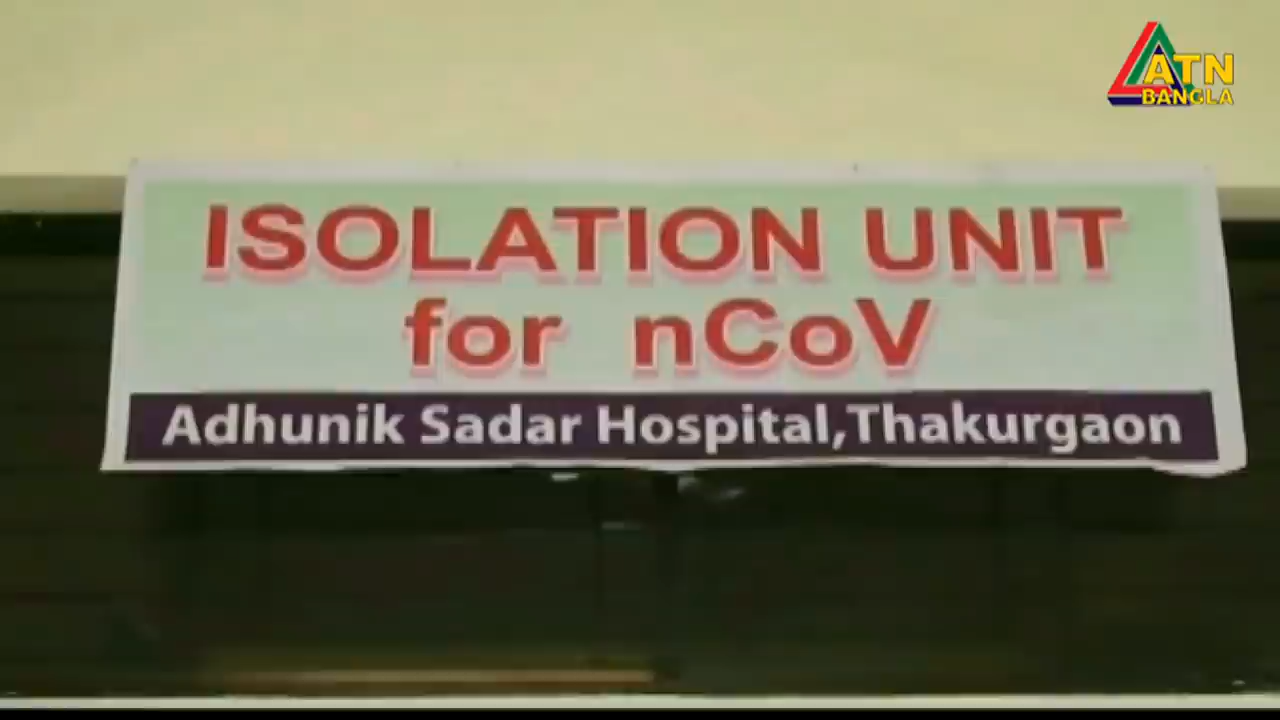 ATN
BANGLA
ISOLATION UNIT
for nCoV
Adhunik Sadar Hospital,Thakurgaon